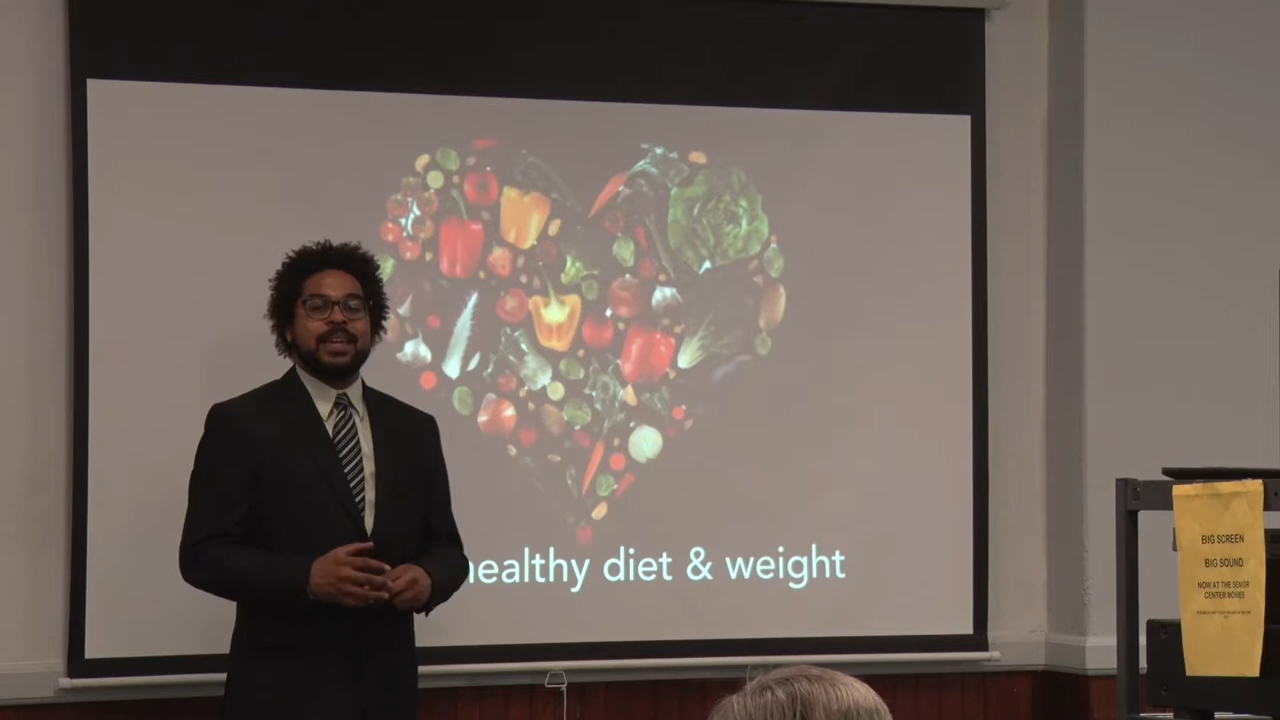 healthy diet & weight
BIG SCREEN
BIG SOUND
NOW AT THE SENIOR
CENTER MOVIES